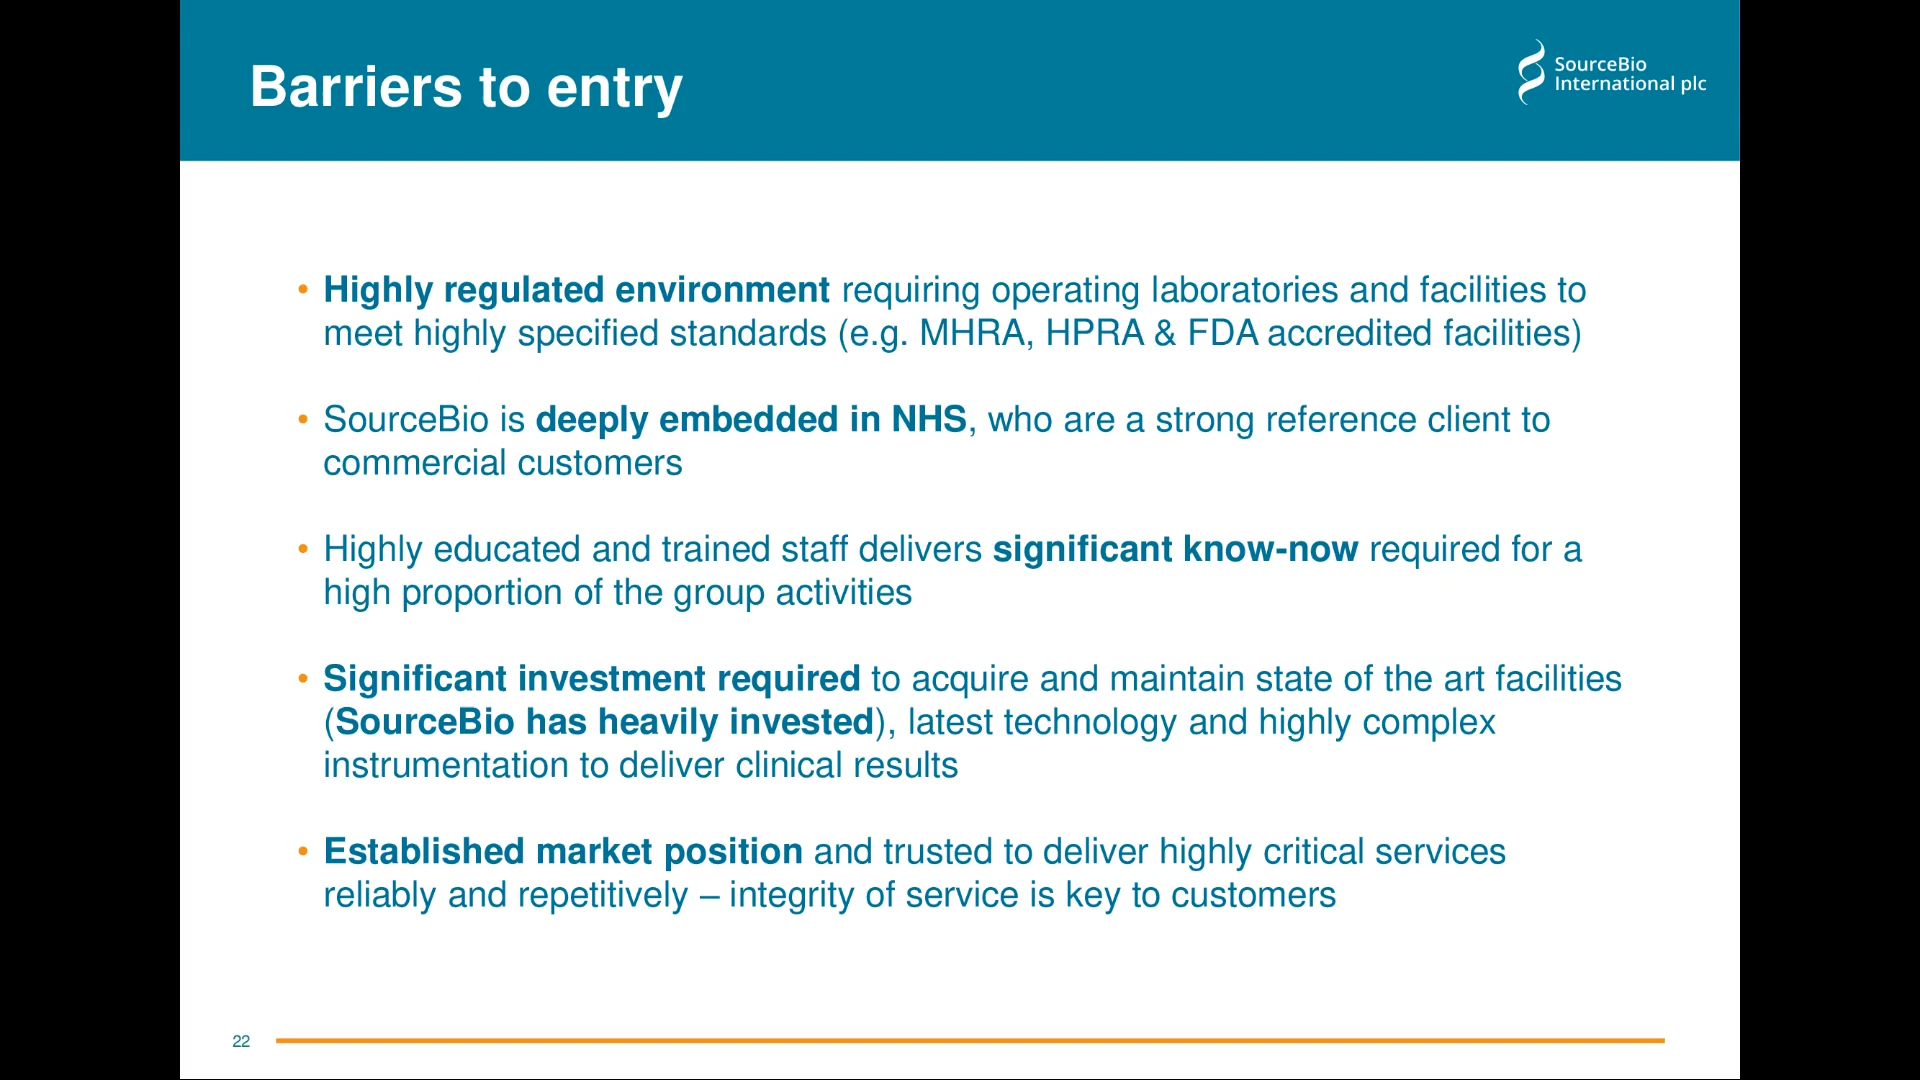 Barriers to entry
SourceBio
International plc
• Highly regulated environment requiring operating laboratories and facilities to
meet highly specified standards (e.g. MHRA, HPRA & FDA accredited facilities)
• SourceBio is deeply embedded in NHS, who are a strong reference client to
commercial customers
• Highly educated and trained staff delivers significant know-now required for a
high proportion of the group activities
• Significant investment required to acquire and maintain state of the art facilities
(SourceBio has heavily invested), latest technology and highly complex
instrumentation to deliver clinical results
• Established market position and trusted to deliver highly critical services
reliably and repetitively – integrity of service is key to customers
22